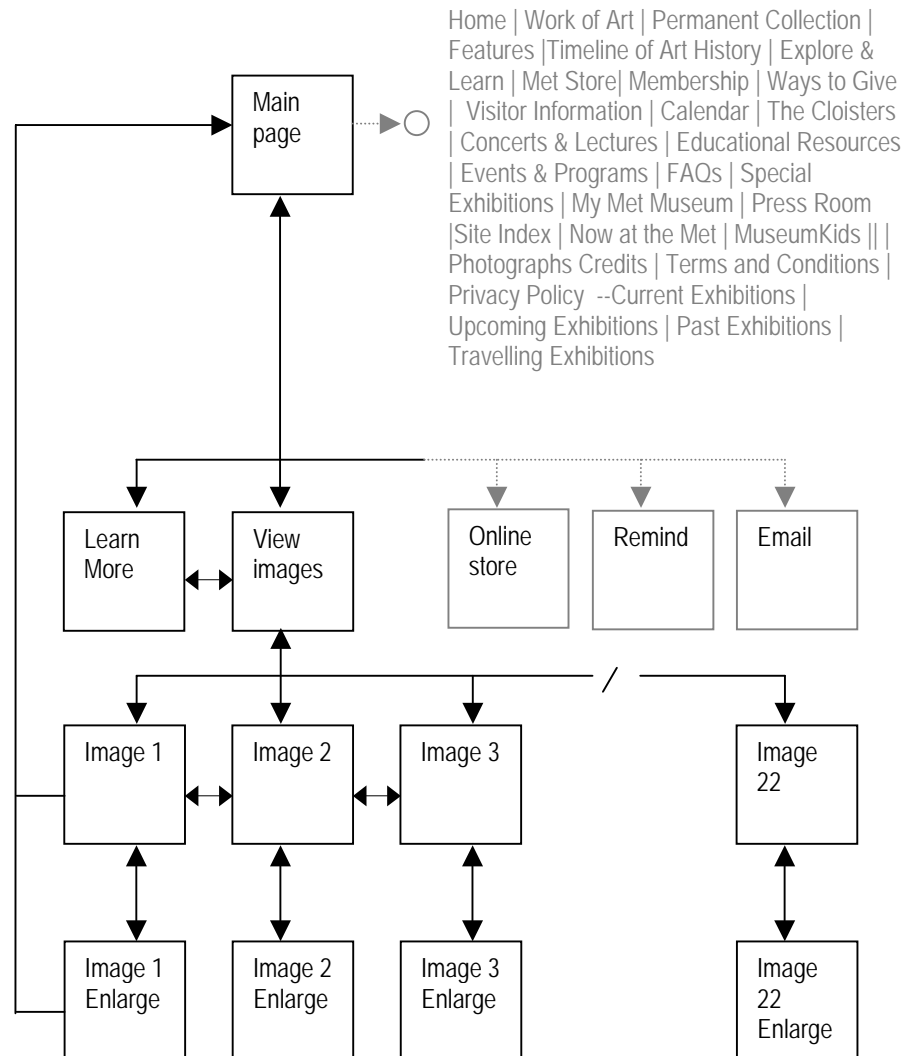 Home | Work of Art | Permanent Collection |
Features |Timeline of Art History | Explore &
Learn | Met Store| Membership | Ways to Give
| Visitor Information | Calendar | The Cloisters
| Concerts & Lectures | Educational Resources
| Events & Programs | FAQs | Special
Exhibitions | My Met Museum | Press Room
|Site Index | Now at the Met | MuseumKids || |
Photographs Credits | Terms and Conditions |
Privacy Policy --Current Exhibitions |
Upcoming Exhibitions | Past Exhibitions |
Travelling Exhibitions
Main
page
Learn
More
View
images
Online
store
Remind
Email
/
Image 1
Image 2
Image 3
Image
22
Image 1
Enlarge
Image 2
Enlarge
Image 3
Enlarge
Image
22
Enlarge